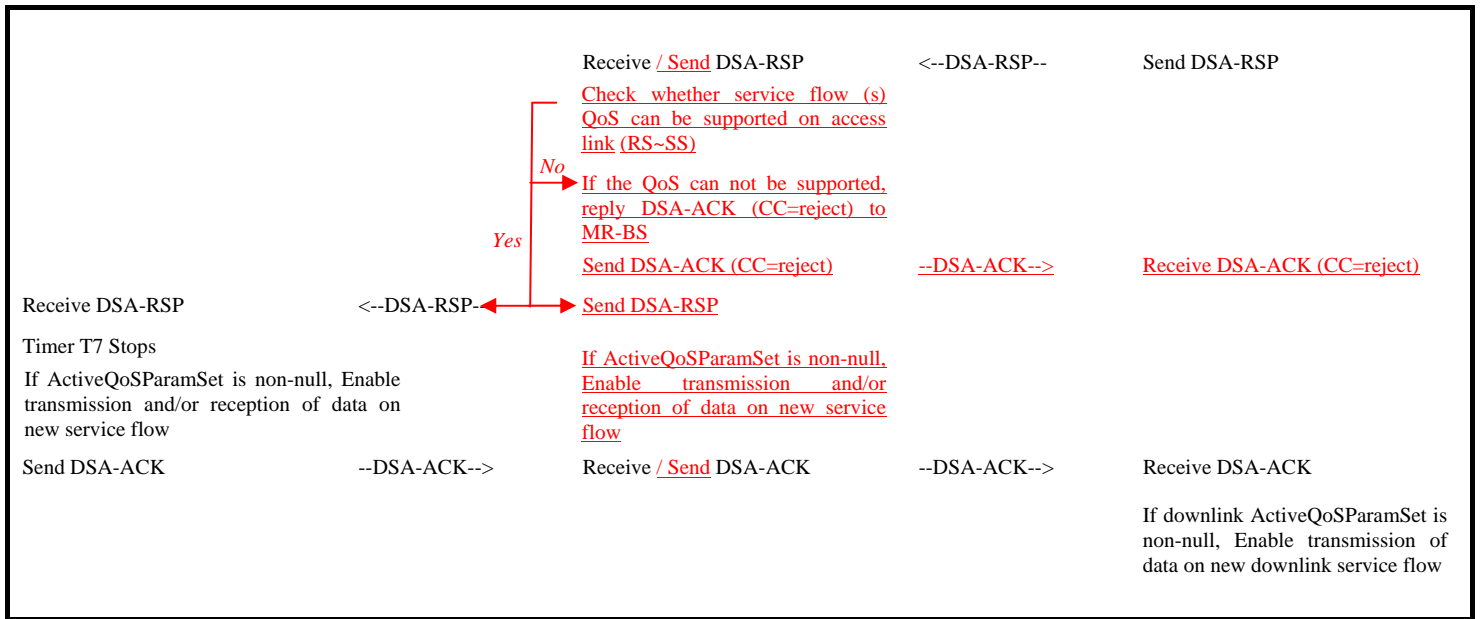 Receive / Send DSA-RSP <--DSA-RSP-- Send DSA-RSP
Check whether service flow (s)
QoS can be supported on access
link (RS~SS)
No
If the QoS can not be supported,
reply DSA-ACK (CC=reject) to
MR-BS
Yes
Send DSA-ACK (CC=reject) --DSA-ACK--> Receive DSA-ACK (CC=reject)
Receive DSA-RSP <--DSA-RSP-- Send DSA-RSP
Timer T7 Stops
If ActiveQoSParamSet is non-null, Enable
transmission and/or reception of data on
new service flow
If ActiveQoSParamSet is non-null,
Enable transmission and/or
reception of data on new service
flow
Send DSA-ACK --DSA-ACK--> Receive / Send DSA-ACK --DSA-ACK--> Receive DSA-ACK
If downlink ActiveQoSParamSet is
non-null, Enable transmission of
data on new downlink service flow